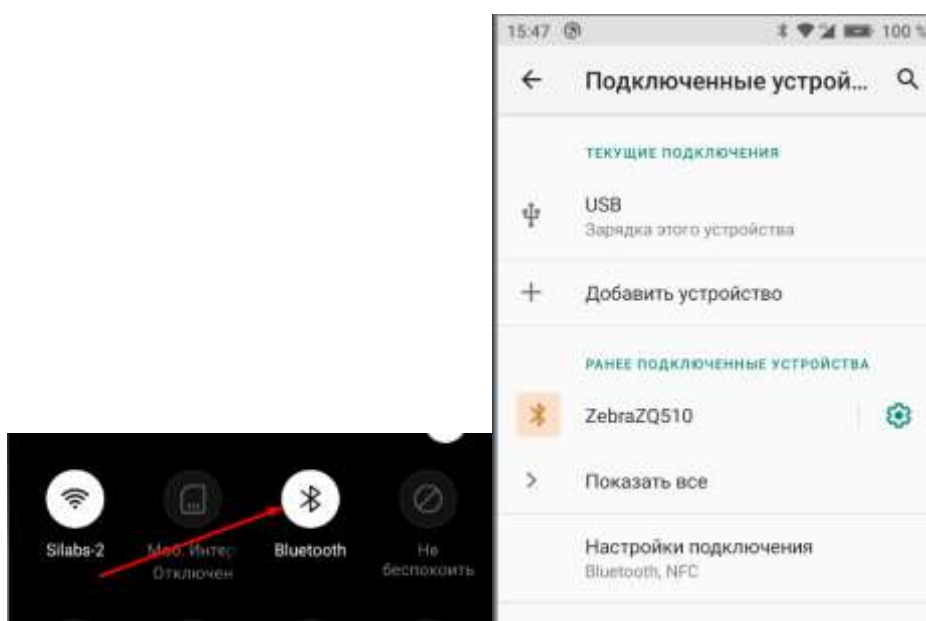 15:47 100 %
Подключенные устрой...
ТЕКУЩИЕ ПОДКЛЮЧЕНИЯ
USB
Зарядка этого устройства
Добавить устройство
РАНЕЕ ПОДКЛЮЧЕННЫЕ УСТРОЙСТВА
ZebraZQ510
Показать все
Настройки подключения
Bluetooth, NFC
Silabs-2 Моб. Интер Bluetooth Не
Отключен беспокоить